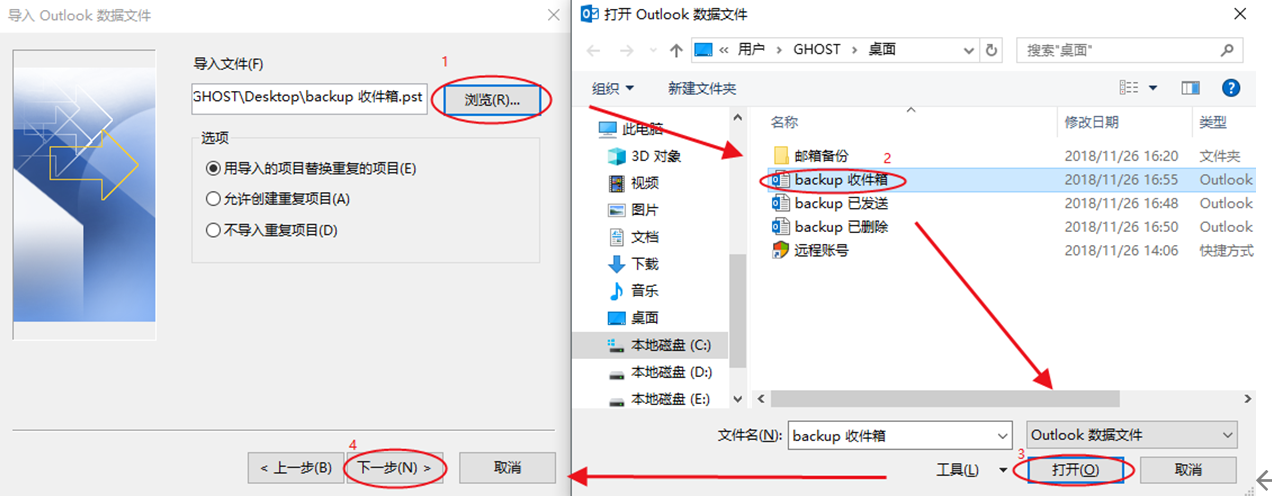 导入 Outlook 数据文件
导入文件(F)
1
GHOST\Desktop\backup 收件箱.pst
浏览(R)...
选项
用导入的项目替换重复的项目(E)
允许创建重复项目(A)
不导入重复项目(D)
4
< 上一步(B)
下一步(N) >
取消
打开 Outlook 数据文件
« 用户 > GHOST > 桌面
搜索"桌面"
组织
新建文件夹
此电脑
3D 对象
视频
图片
文档
下载
音乐
桌面
本地磁盘 (C:)
本地磁盘 (D:)
本地磁盘 (E:)
名称 修改日期 类型
邮箱备份 2 2018/11/26 16:20 文件夹
backup 收件箱 2018/11/26 16:55 Outlook
backup 已发送 2018/11/26 16:48 Outlook
backup 已删除 2018/11/26 16:50 Outlook
远程账号 2018/11/26 14:06 快捷方式
文件名(N): backup 收件箱 Outlook 数据文件
3
工具(L) 打开(O) 取消